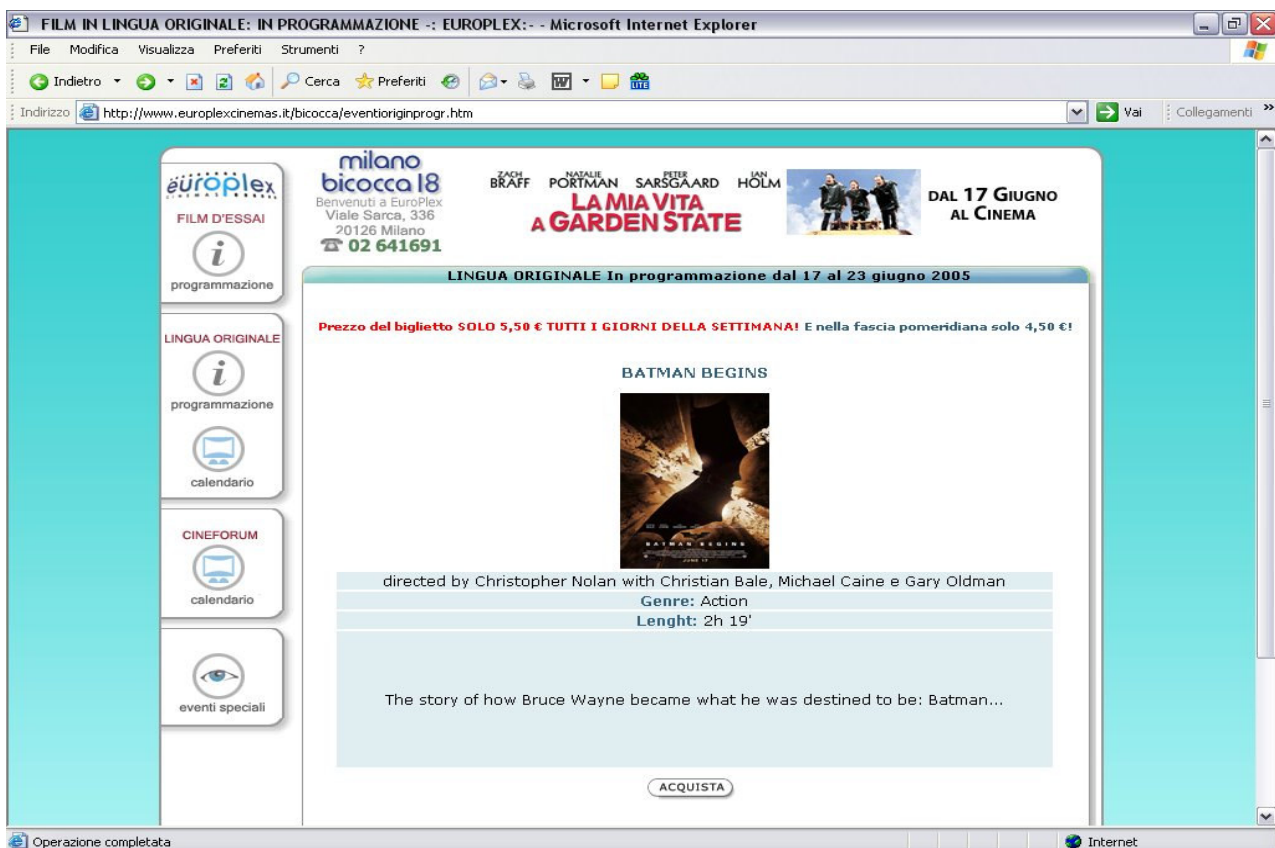 FILM IN LINGUA ORIGINALE: IN PROGRAMMAZIONE -: EUROPLEX:- - Microsoft Internet Explorer
File Modifica Visualizza Preferiti Strumenti ?
Indietro Cerca Preferiti
Indirizzo http://www.europlexcinemas.it/bicocca/eventioriginprogr.htm Vai Collegamenti »
europlex
FILM D'ESSAI
programmazione
LINGUA ORIGINALE
programmazione
calendario
CINEFORUM
calendario
eventi speciali
milano
bicocca 18
Benvenuti a EuroPlex
Viale Sarca, 336
20126 Milano
02 641691
ZACH BRAFF NATALIE PORTMAN PETER SARSGAARD IAN HOLM
LA MIA VITA
A GARDEN STATE
DAL 17 GIUGNO
AL CINEMA
LINGUA ORIGINALE In programmazione dal 17 al 23 giugno 2005
Prezzo del biglietto SOLO 5,50 € TUTTI I GIORNI DELLA SETTIMANA! E nella fascia pomeridiana solo 4,50 €!
BATMAN BEGINS
BATMAN BEGINS
directed by Christopher Nolan with Christian Bale, Michael Caine e Gary Oldman
Genre: Action
Lenght: 2h 19'
The story of how Bruce Wayne became what he was destined to be: Batman...
ACQUISTA
Operazione completata Internet